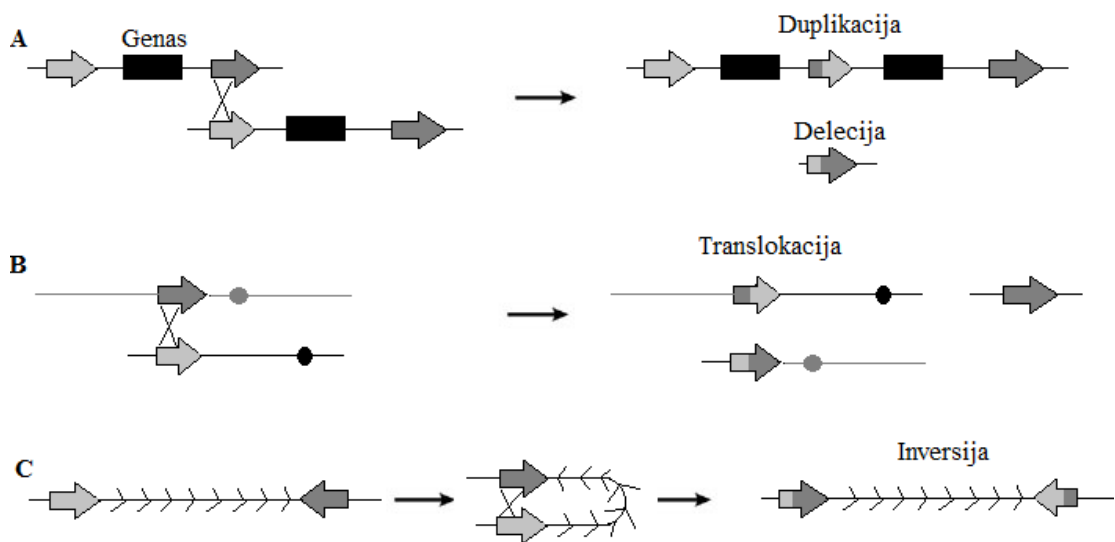 A
Genas
Duplikacija
Delecija
B
Translokacija
C
Inversija